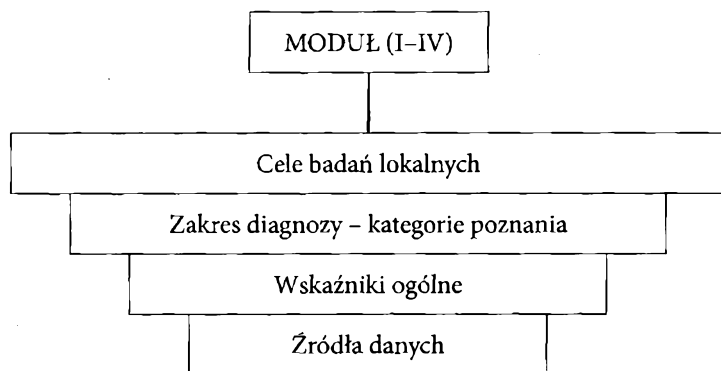 MODUŁ (I–IV)
Cele badań lokalnych
Zakres diagnozy – kategorie poznania
Wskaźniki ogólne
Źródła danych